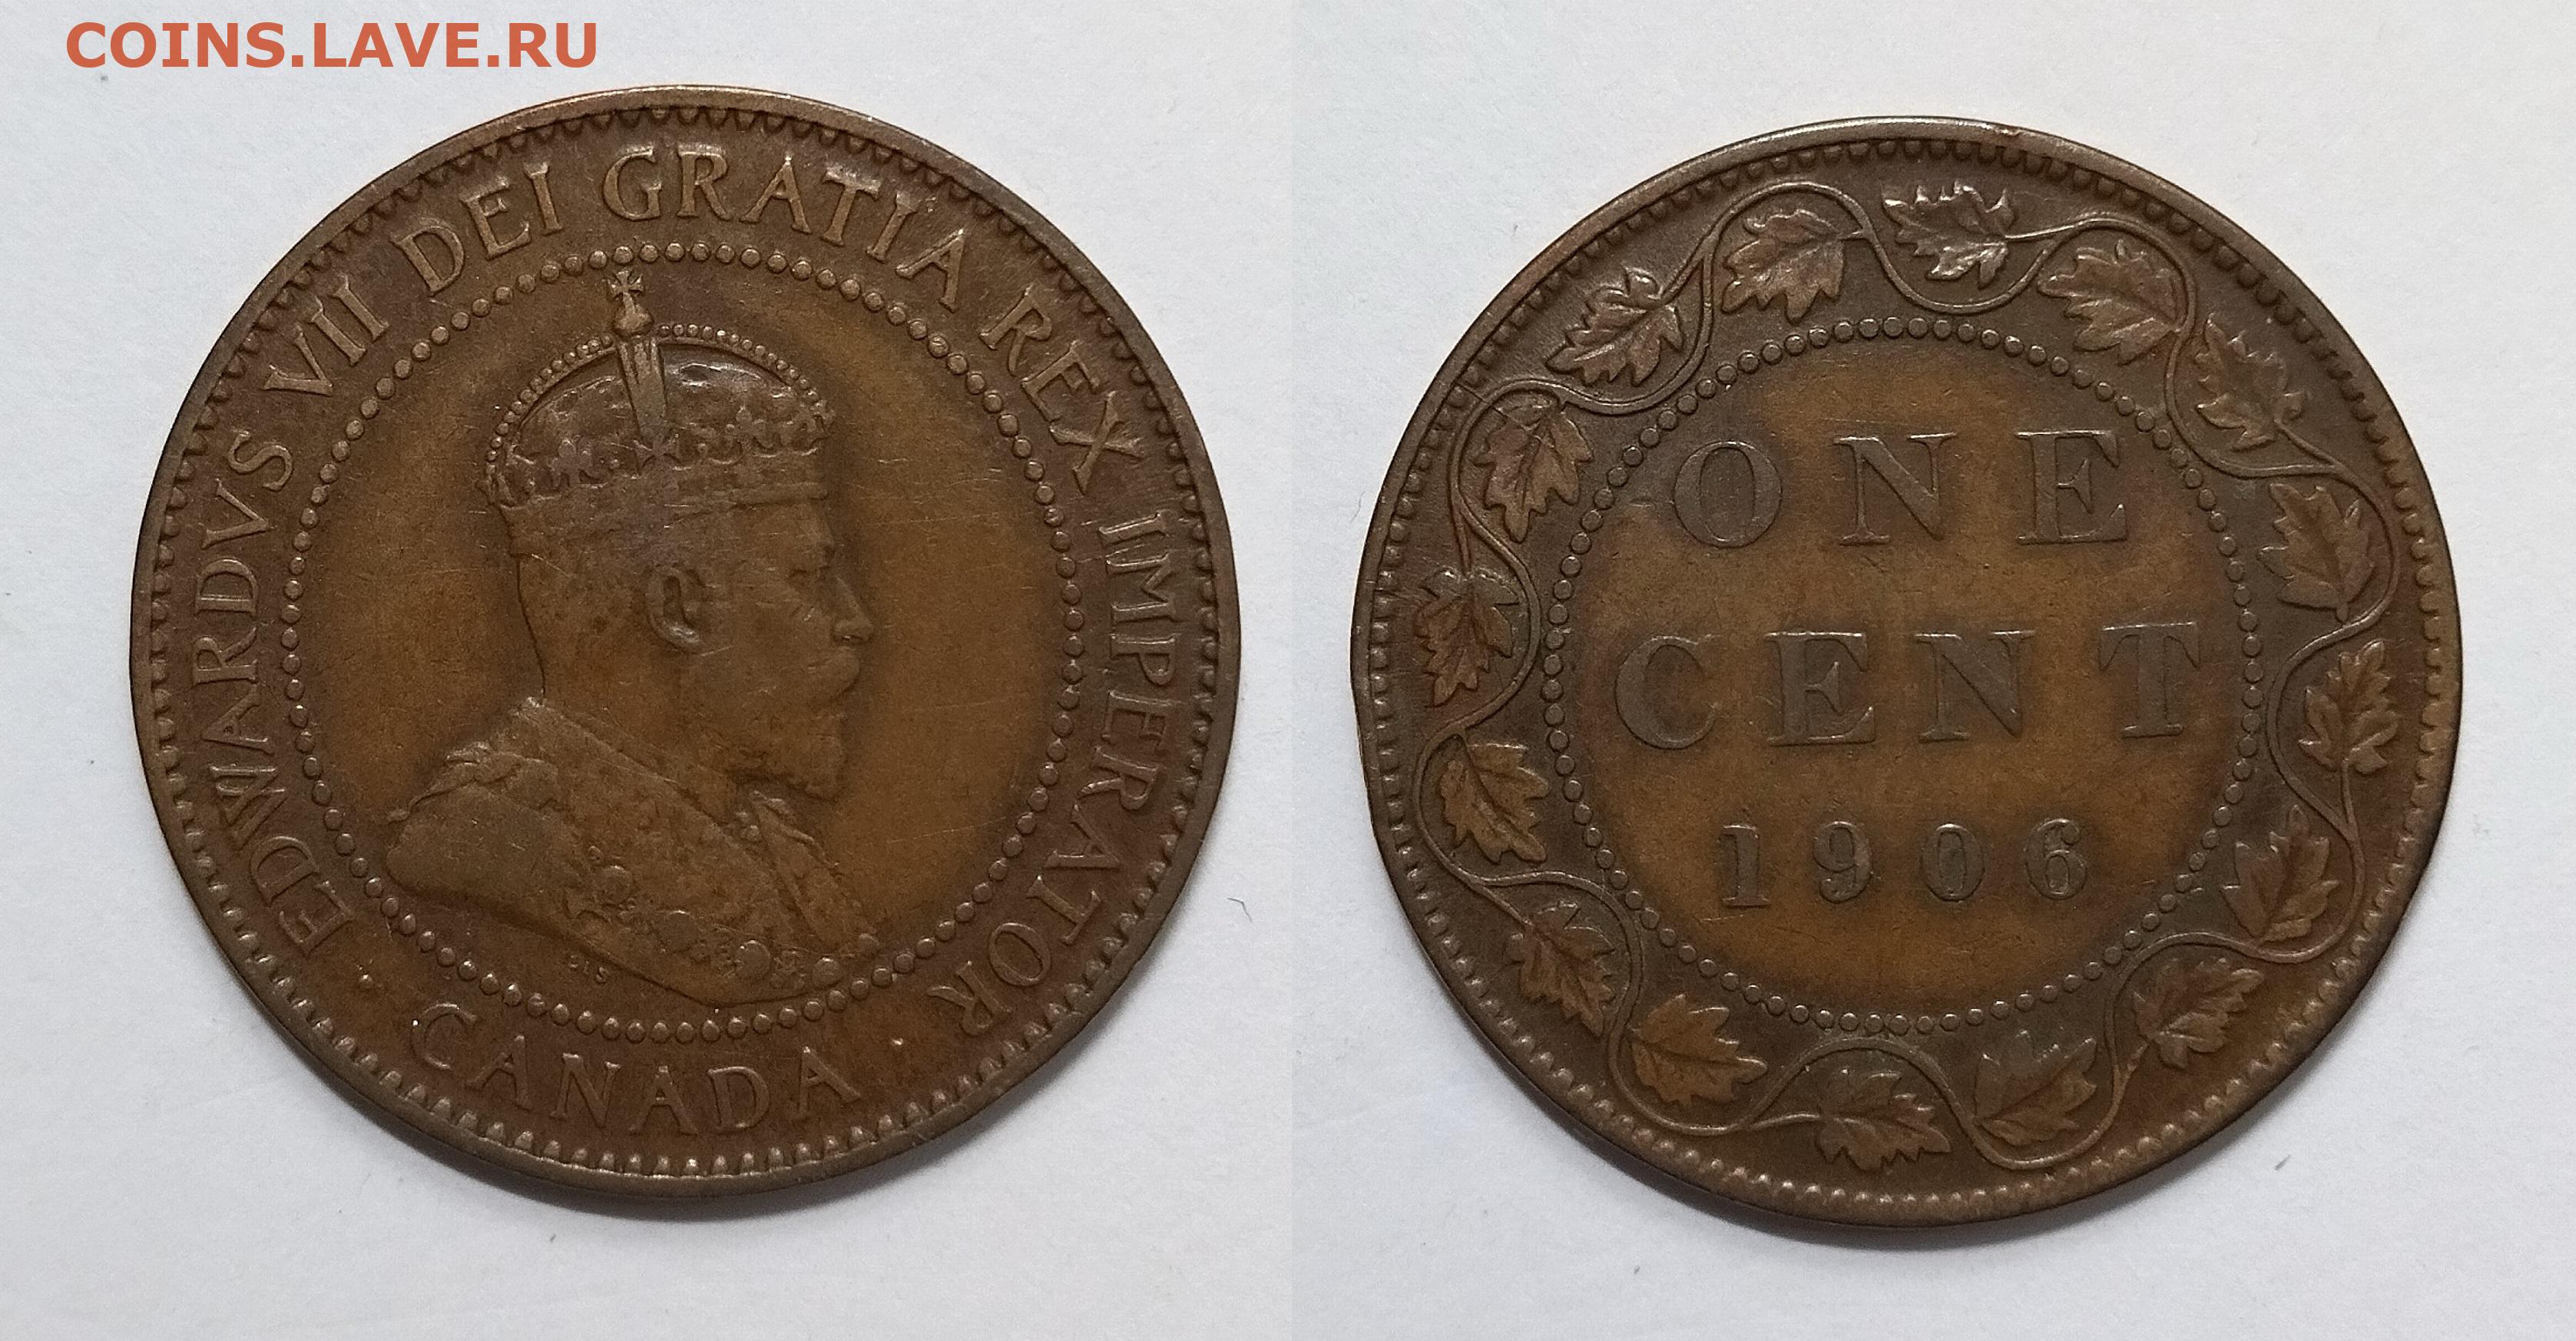 COINS.LAVE.RU
EDWARDVS VII DEI GRATIA REX IMPERATOR
· CANADA ·
ONE
CENT
1906